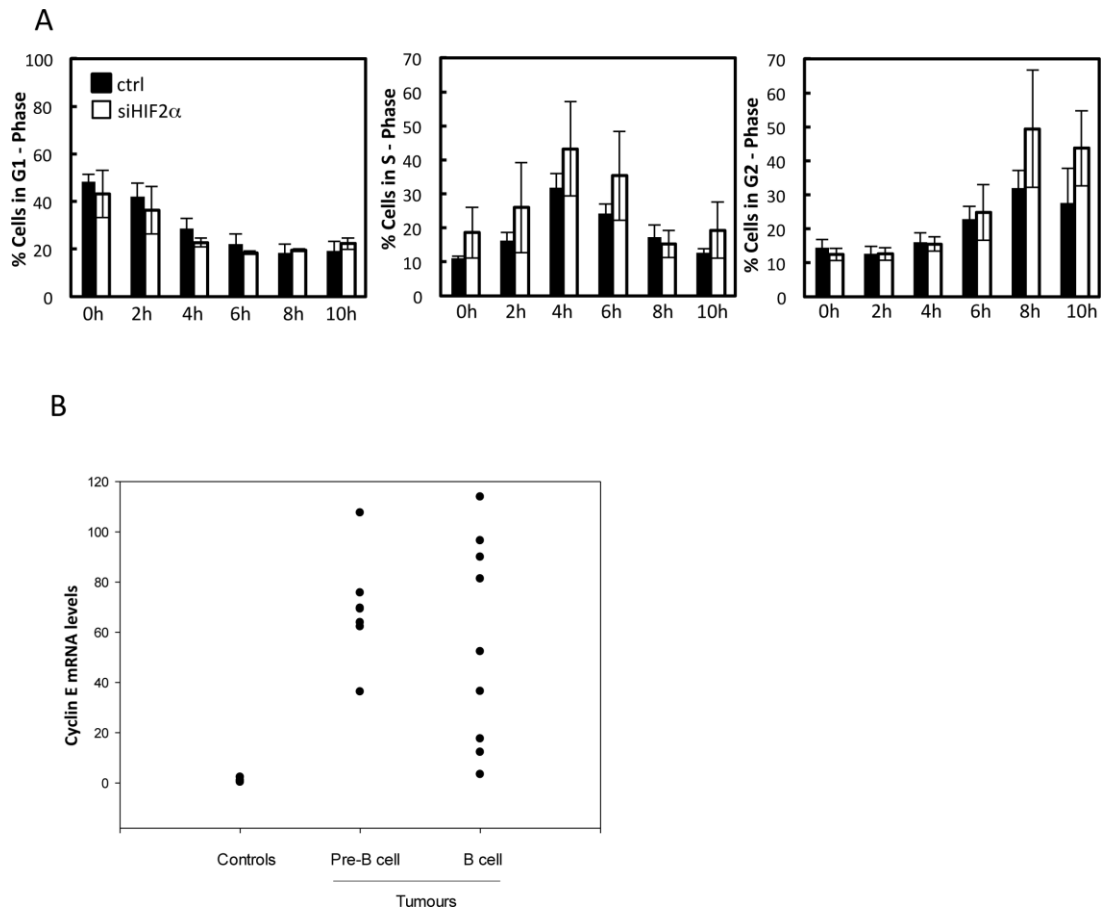 A
% Cells in G1 - Phase
100
80
60
40
20
0
ctrl
siHIF2α
0h 2h 4h 6h 8h 10h
% Cells in S - Phase
70
60
50
40
30
20
10
0
0h 2h 4h 6h 8h 10h
% Cells in G2 - Phase
70
60
50
40
30
20
10
0
0h 2h 4h 6h 8h 10h
B
Cyclin E mRNA levels
120
100
80
60
40
20
0
Controls Pre-B cell B cell
Tumours